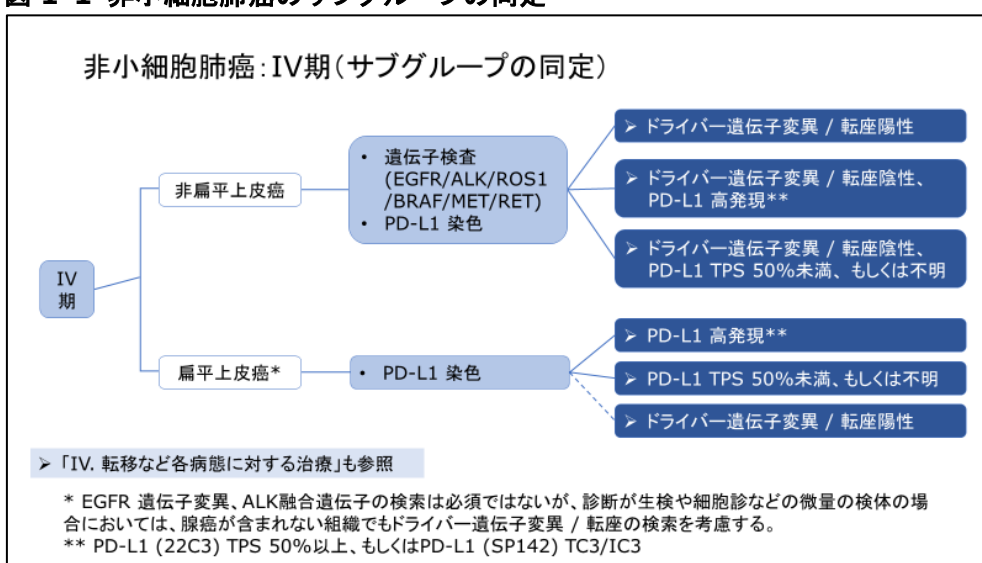 図 1-1 非小細胞肺癌のサブグループの同定
非小細胞肺癌：IV期（サブグループの同定）
IV
期
非扁平上皮癌
• 遺伝子検査
(EGFR/ALK/ROS1
/BRAF/MET/RET)
• PD-L1 染色
➢ ドライバー遺伝子変異 / 転座陽性
➢ ドライバー遺伝子変異 / 転座陰性、
PD-L1 高発現**
➢ ドライバー遺伝子変異 / 転座陰性、
PD-L1 TPS 50%未満、もしくは不明
扁平上皮癌*
• PD-L1 染色
➢ PD-L1 高発現**
➢ PD-L1 TPS 50%未満、もしくは不明
➢ ドライバー遺伝子変異 / 転座陽性
➢ 「IV. 転移など各病態に対する治療」も参照
* EGFR 遺伝子変異、ALK融合遺伝子の検索は必須ではないが、診断が生検や細胞診などの微量の検体の場
合においては、腺癌が含まれない組織でもドライバー遺伝子変異 / 転座の検索を考慮する。
** PD-L1 (22C3) TPS 50%以上、もしくはPD-L1 (SP142) TC3/IC3